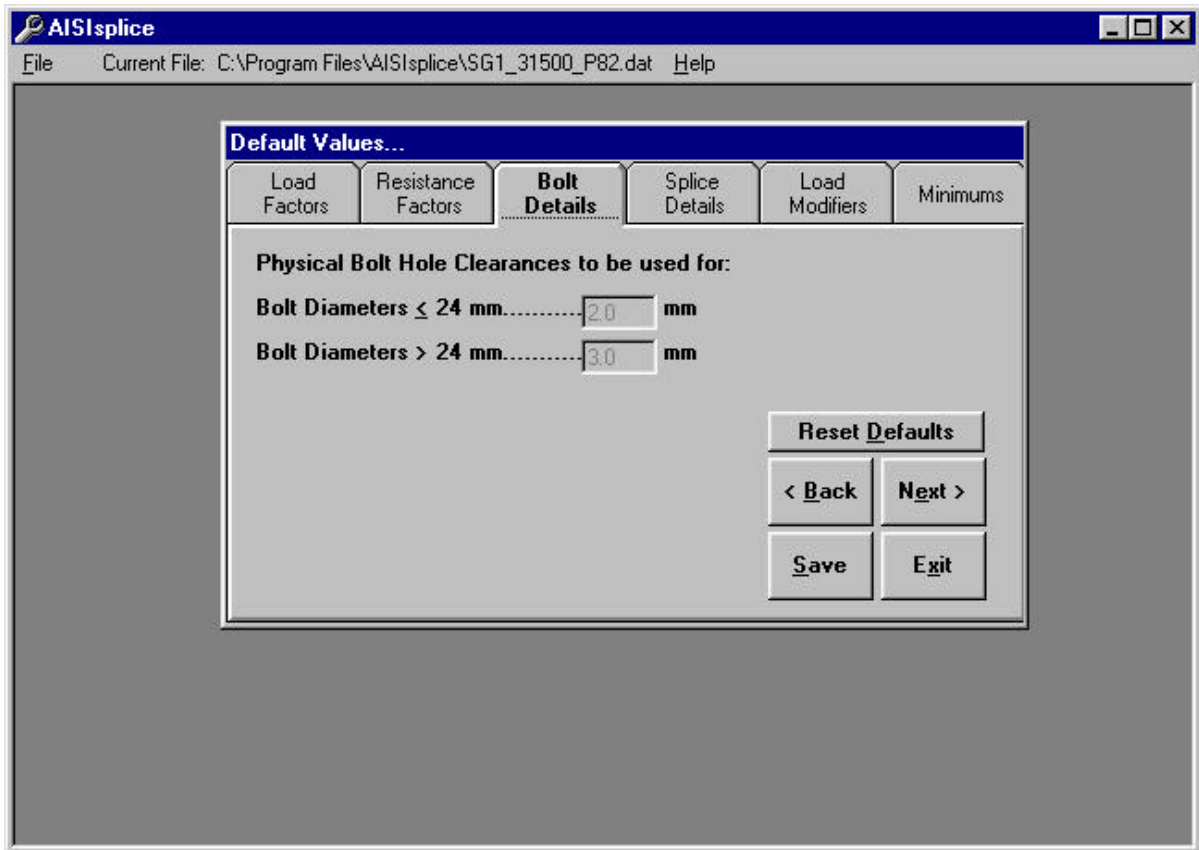 AISIsplice
File Current File: C:\Program Files\AISIsplice\SG1_31500_P82.dat Help
Default Values...
Load Factors
Resistance Factors
Bolt Details
Splice Details
Load Modifiers
Minimums
Physical Bolt Hole Clearances to be used for:
Bolt Diameters ≤ 24 mm..........2.0 mm
Bolt Diameters > 24 mm..........3.0 mm
Reset Defaults
< Back
Next >
Save
Exit